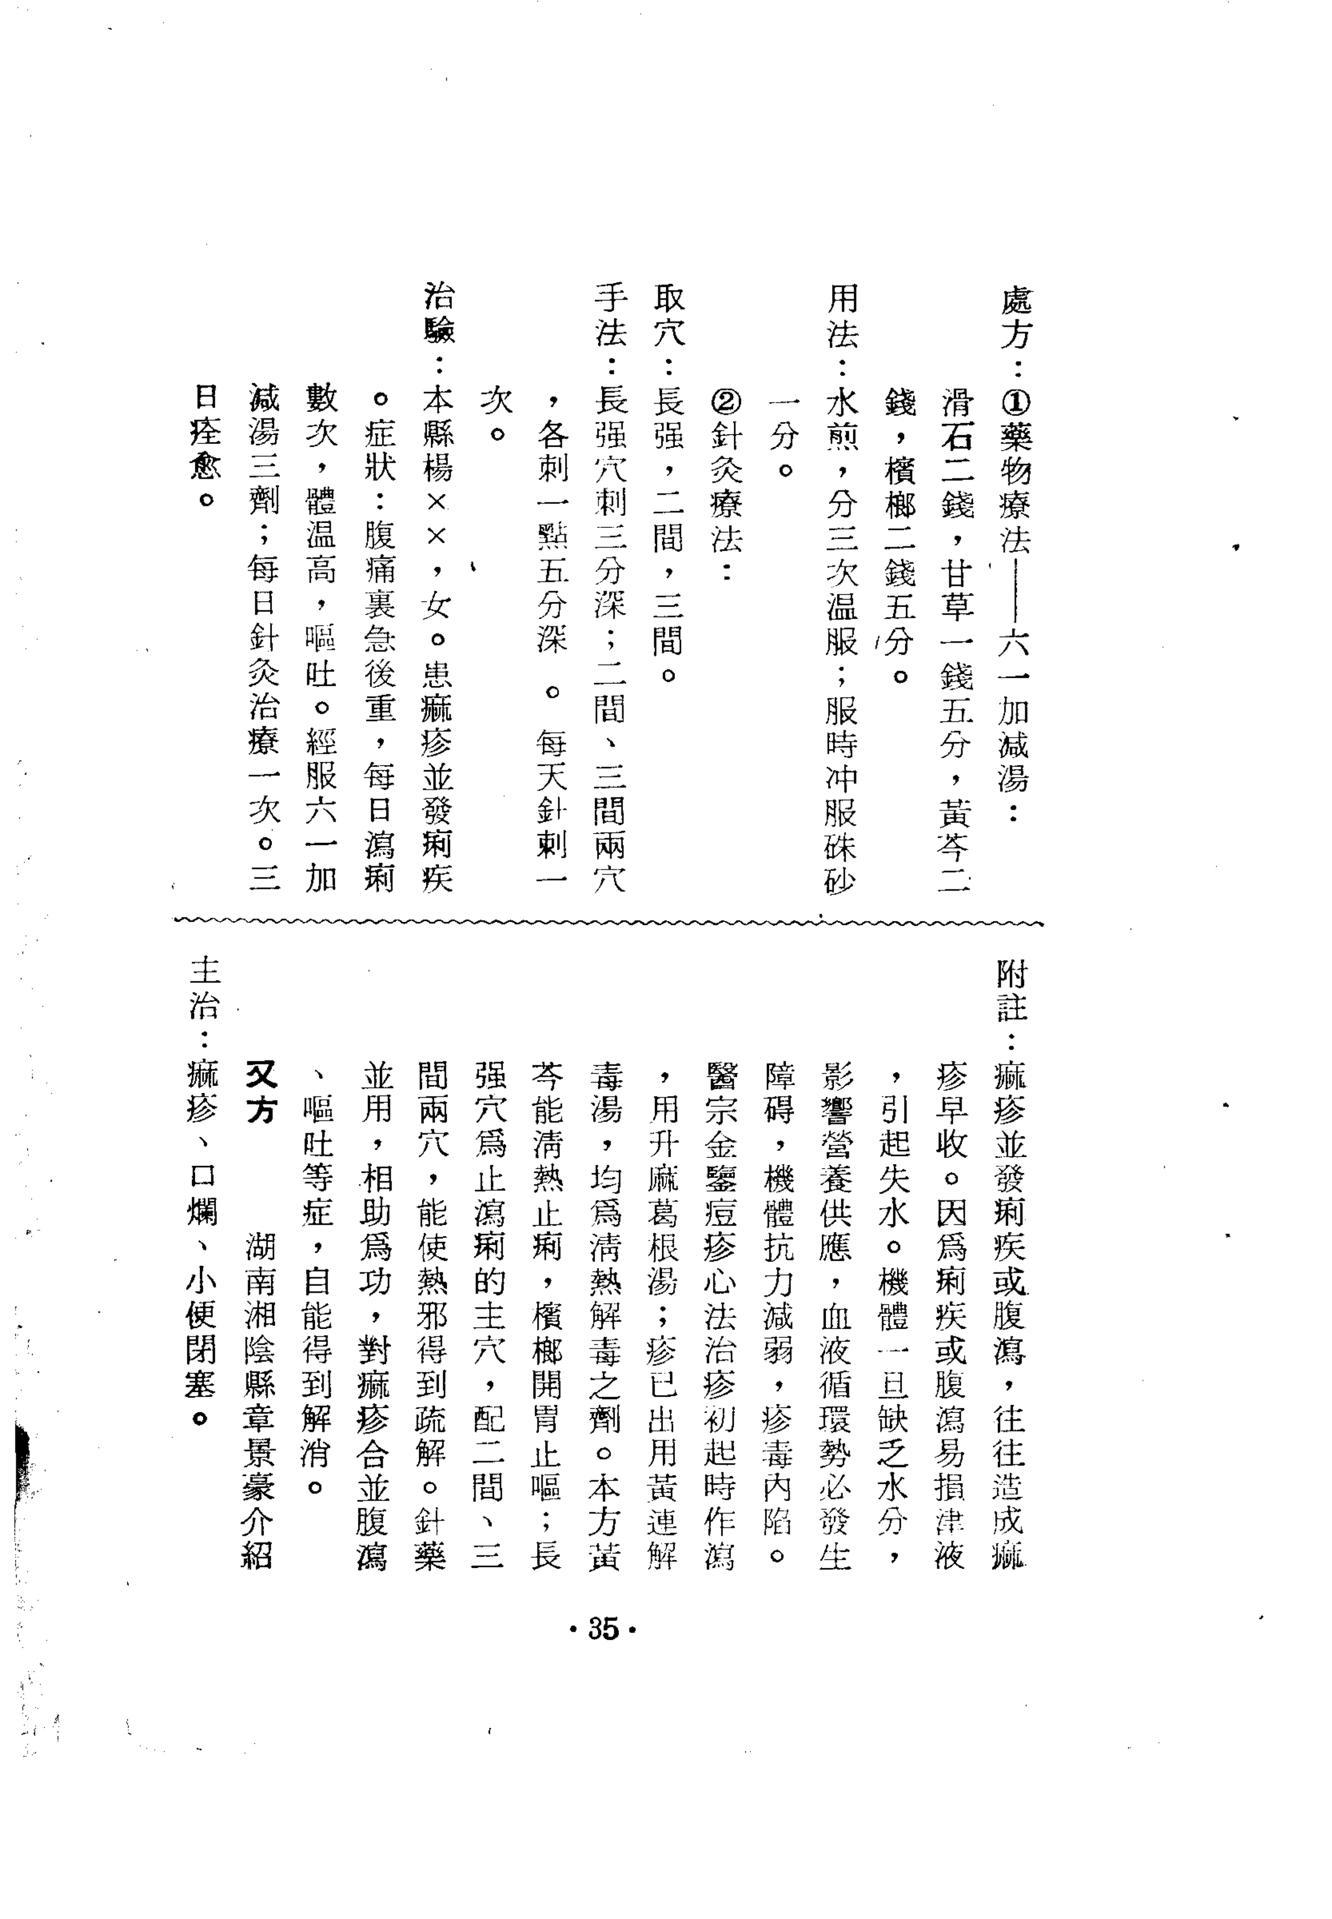 處方：①藥物療法——六一加減湯：
滑石二錢，甘草一錢五分，黃芩二
錢，檳榔二錢五分。
用法：水煎，分三次温服；服時冲服硃砂
一分。
②針灸療法：
取穴：長强，二間，三間。
手法：長强穴刺三分深；二間、三間兩穴
，各刺一點五分深。每天針刺一
次。
治驗：本縣楊××，女。患痳疹並發痢疾
。症狀：腹痛裏急後重，每日瀉痢
數次，體温高，嘔吐。經服六一加
減湯三劑；每日針灸治療一次。三
日痊愈。
附註：痳疹並發痢疾或腹瀉，往往造成痳
疹早收。因爲痢疾或腹瀉易損津液
，引起失水。機體一旦缺乏水分，
影響營養供應，血液循環勢必發生
障碍，機體抗力減弱，疹毒内陷。
醫宗金鑒痘疹心法治疹初起時作瀉
，用升麻葛根湯；疹已出用黃連解
毒湯，均爲淸熱解毒之劑。本方黃
芩能淸熱止痢，檳榔開胃止嘔；長
强穴爲止瀉痢的主穴，配二間、三
間兩穴，能使熱邪得到疏解。針藥
並用，相助爲功，對痳疹合並腹瀉
、嘔吐等症，自能得到解消。
又方　湖南湘陰縣章景豪介紹
主治：痳疹、口爛、小便閉塞。
·35·